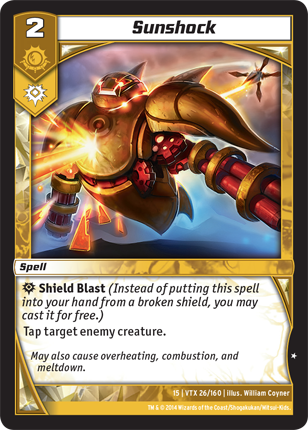 2
Sunshock
Spell
Shield Blast (Instead of putting this spell
into your hand from a broken shield, you may
cast it for free.)
Tap target enemy creature.
May also cause overheating, combustion, and
meltdown.
15 | VTX 26/160 | illus. William Coyner
TM & © 2014 Wizards of the Coast/Shogakukan/Mitsui-Kids.